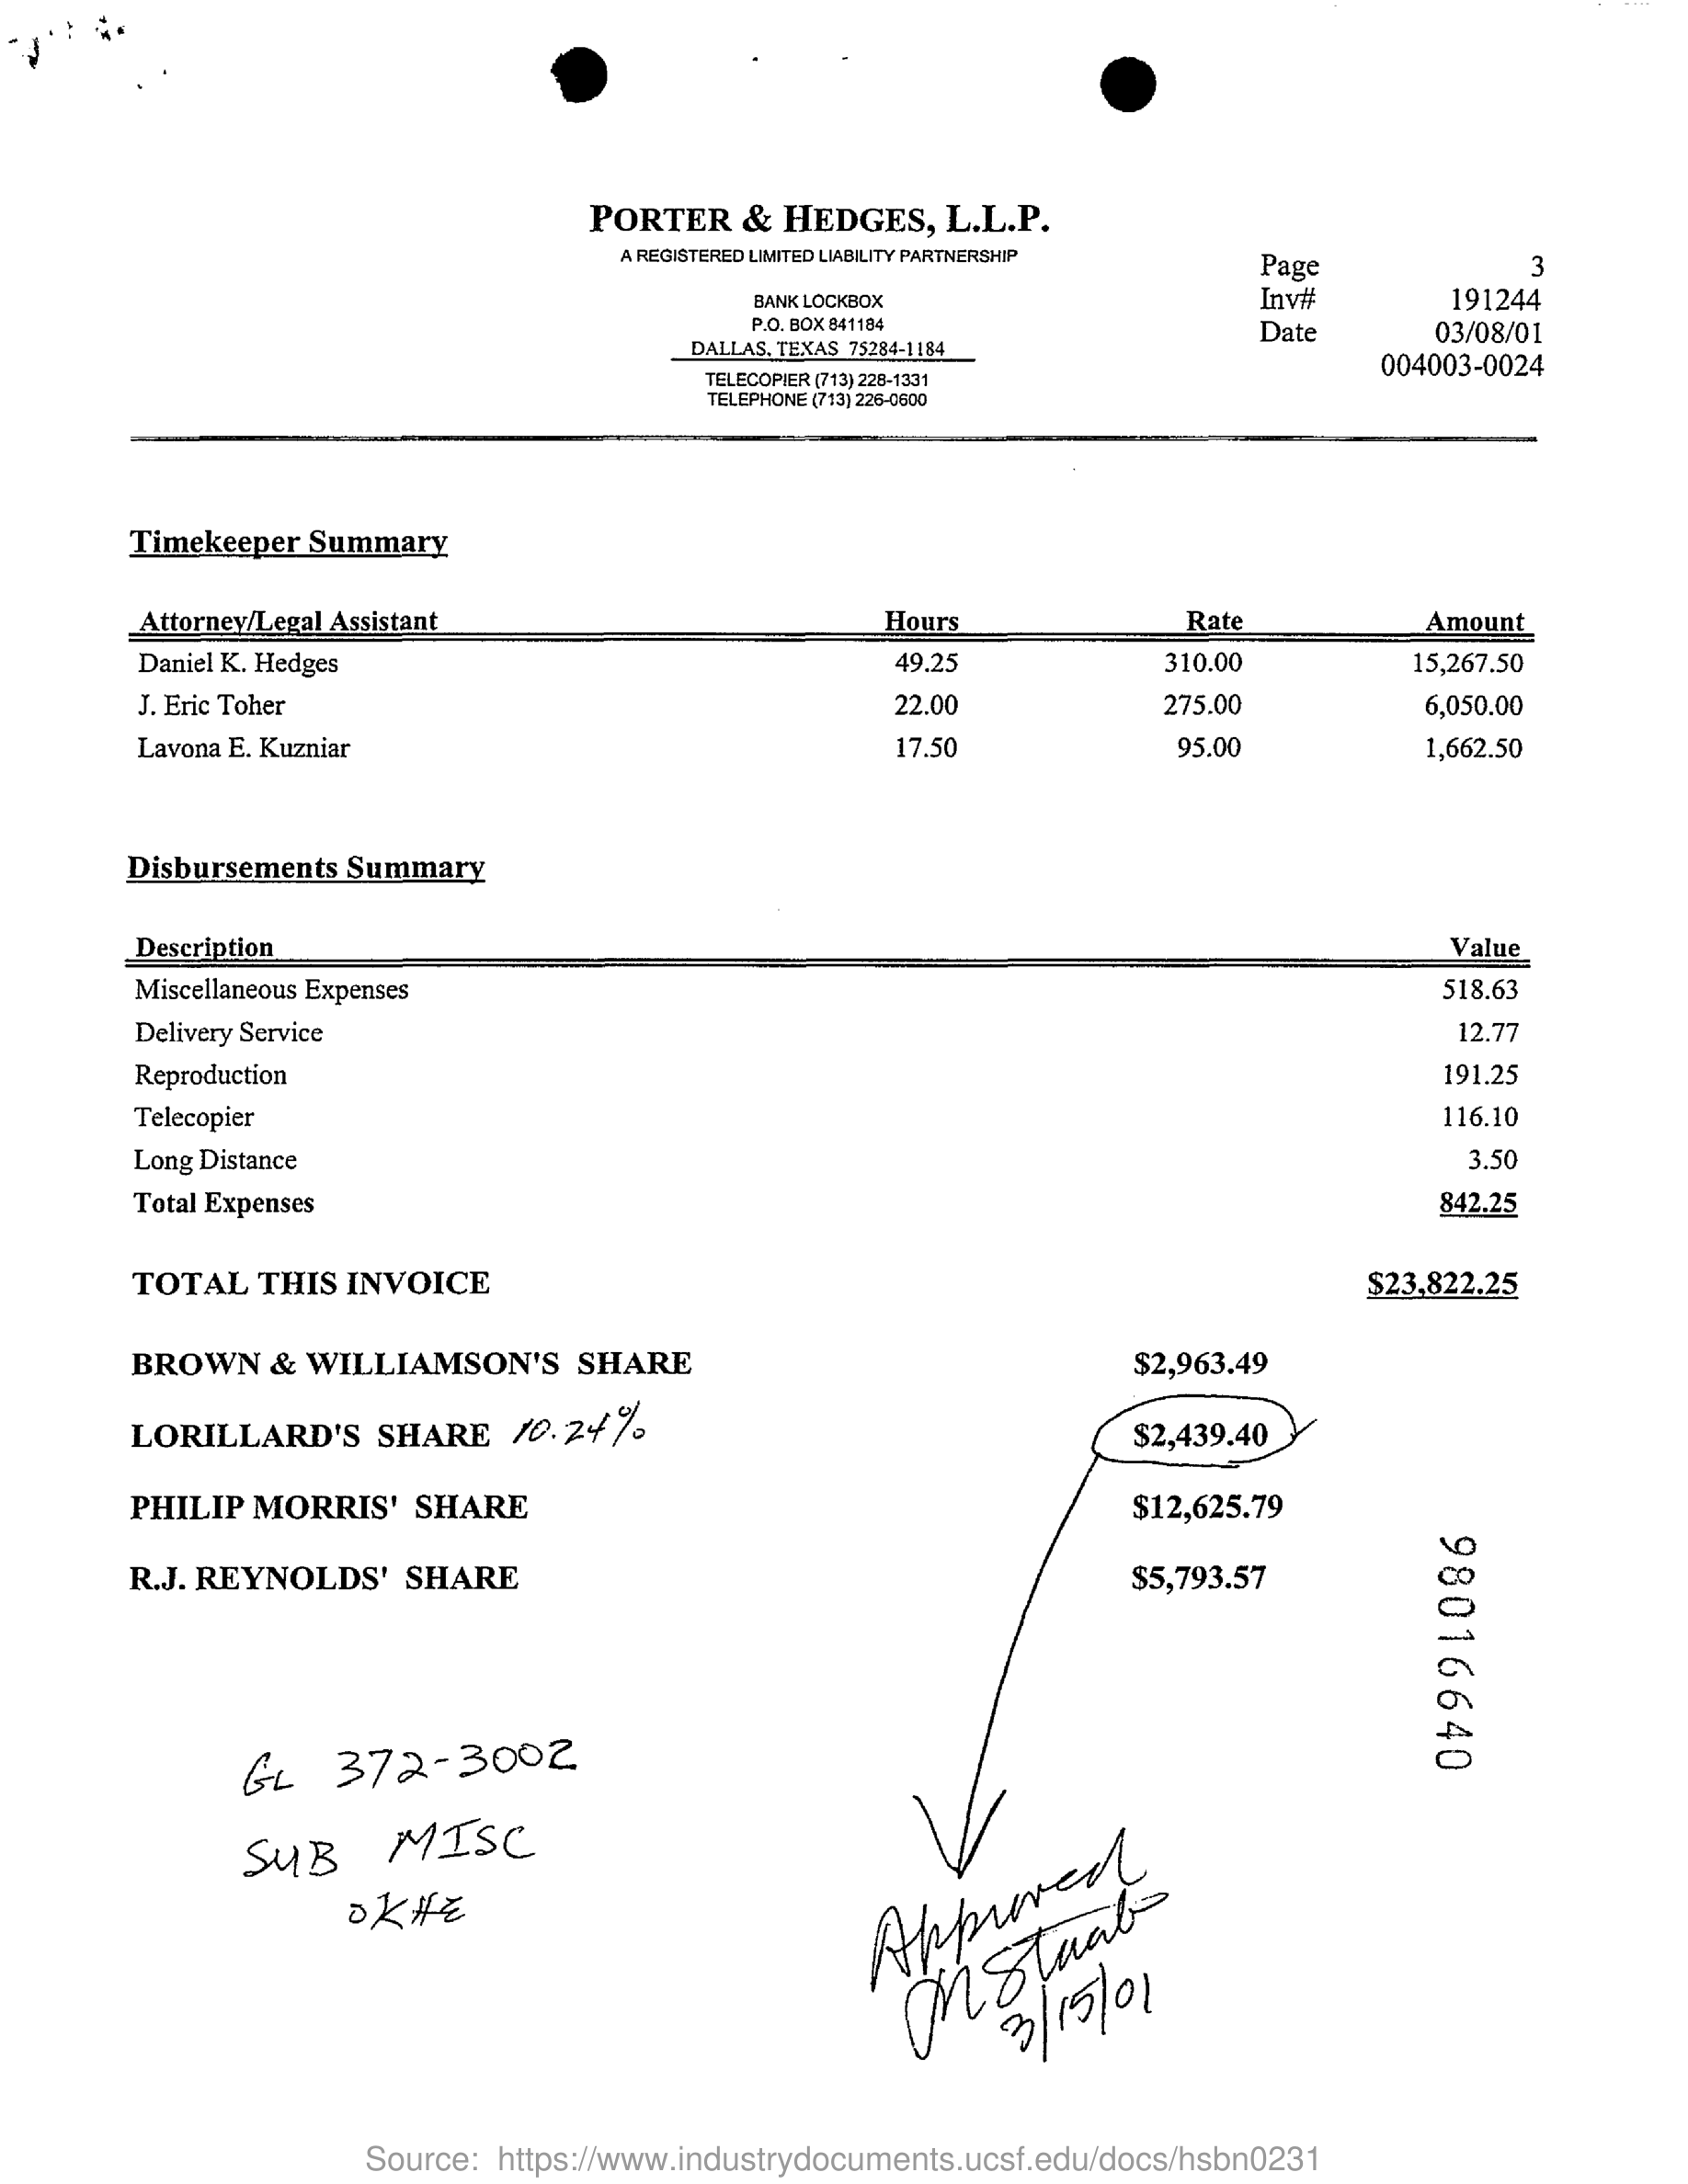 PORTER & HEDGES, L.L.P.
A REGISTERED LIMITED LIABILITY PARTNERSHIP
BANK LOCKBOX
P.O. BOX 841184
DALLAS, TEXAS 75284-1184
TELECOPIER (713) 228-1331
TELEPHONE (713) 226-0600
Page 3
Inv# 191244
Date 03/08/01
004003-0024
Timekeeper Summary
Attorney/Legal Assistant Hours Rate Amount
Daniel K. Hedges 49.25 310.00 15,267.50
J. Eric Toher 22.00 275.00 6,050.00
Lavona E. Kuzniar 17.50 95.00 1,662.50
Disbursements Summary
Description Value
Miscellaneous Expenses 518.63
Delivery Service 12.77
Reproduction 191.25
Telecopier 116.10
Long Distance 3.50
Total Expenses 842.25
TOTAL THIS INVOICE $23,822.25
BROWN & WILLIAMSON'S SHARE $2,963.49
LORILLARD'S SHARE 10.24% $2,439.40
PHILIP MORRIS' SHARE $12,625.79
R.J. REYNOLDS' SHARE $5,793.57
98016640
GL 372-3002
SUB MISC
OKHE
Approved
M Staab
3/15/01
Source: https://www.industrydocuments.ucsf.edu/docs/hsbn0231